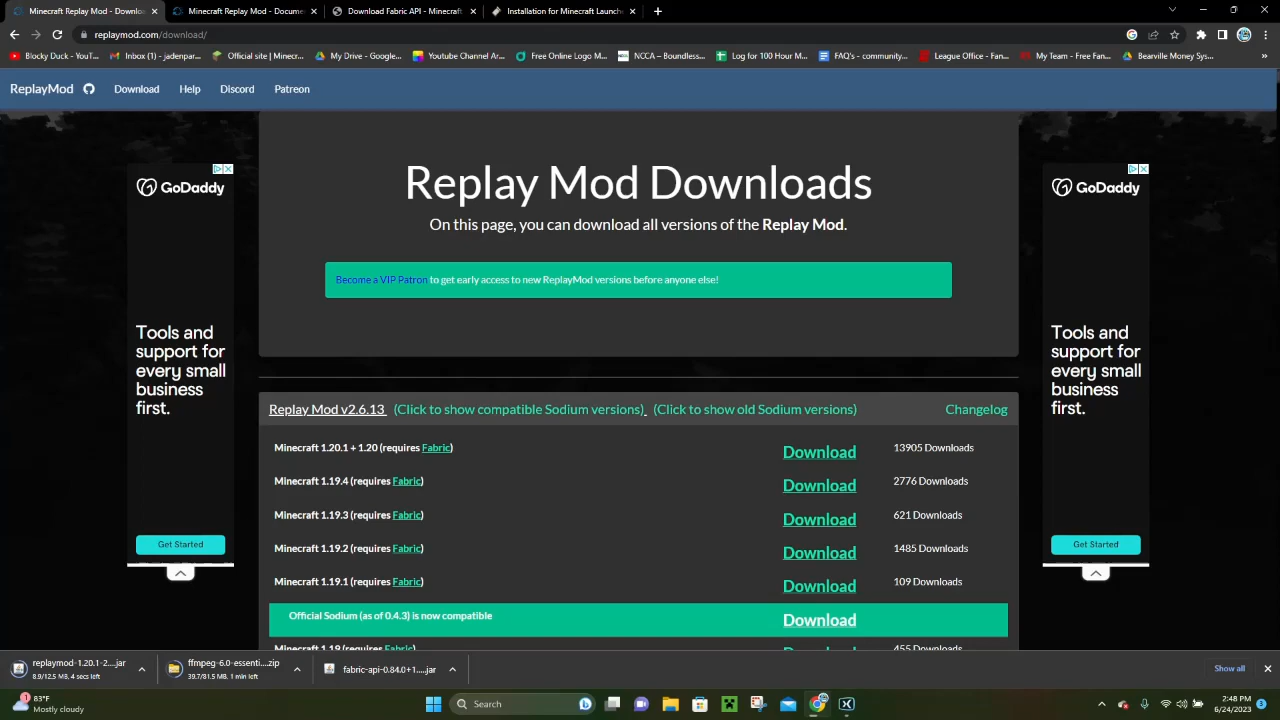 Minecraft Replay Mod - Downlo
Minecraft Replay Mod - Docume
Download Fabric API - Minecraft
Installation for Minecraft Launche
replaymod.com/download/
Blocky Duck - YouT...
Inbox (1) - jadenpar...
Official site | Minecr...
My Drive - Google...
Youtube Channel Ar...
Free Online Logo M...
NCCA – Boundless...
Log for 100 Hour M...
FAQ's - community...
League Office - Fan...
My Team - Free Fan...
Bearville Money Sys...
»
ReplayMod
Download
Help
Discord
Patreon
Replay Mod Downloads
On this page, you can download all versions of the Replay Mod.
Become a VIP Patron to get early access to new ReplayMod versions before anyone else!
GoDaddy
Tools and
support for
every small
business
first.
Get Started
GoDaddy
Tools and
support for
every small
business
first.
Get Started
Replay Mod v2.6.13 (Click to show compatible Sodium versions) (Click to show old Sodium versions) Changelog
Minecraft 1.20.1 + 1.20 (requires Fabric) Download 13905 Downloads
Minecraft 1.19.4 (requires Fabric) Download 2776 Downloads
Minecraft 1.19.3 (requires Fabric) Download 621 Downloads
Minecraft 1.19.2 (requires Fabric) Download 1485 Downloads
Minecraft 1.19.1 (requires Fabric) Download 109 Downloads
Official Sodium (as of 0.4.3) is now compatible Download
Minecraft 1.19 (requires Fabric) Download 455 Downloads
replaymod-1.20.1-2....jar
8.9/12.5 MB, 4 secs left
ffmpeg-6.0-essenti....zip
39.7/81.5 MB, 1 min left
fabric-api-0.84.0+1....jar
Show all
1
83°F
Mostly cloudy
Search
2:48 PM
6/24/2023
3